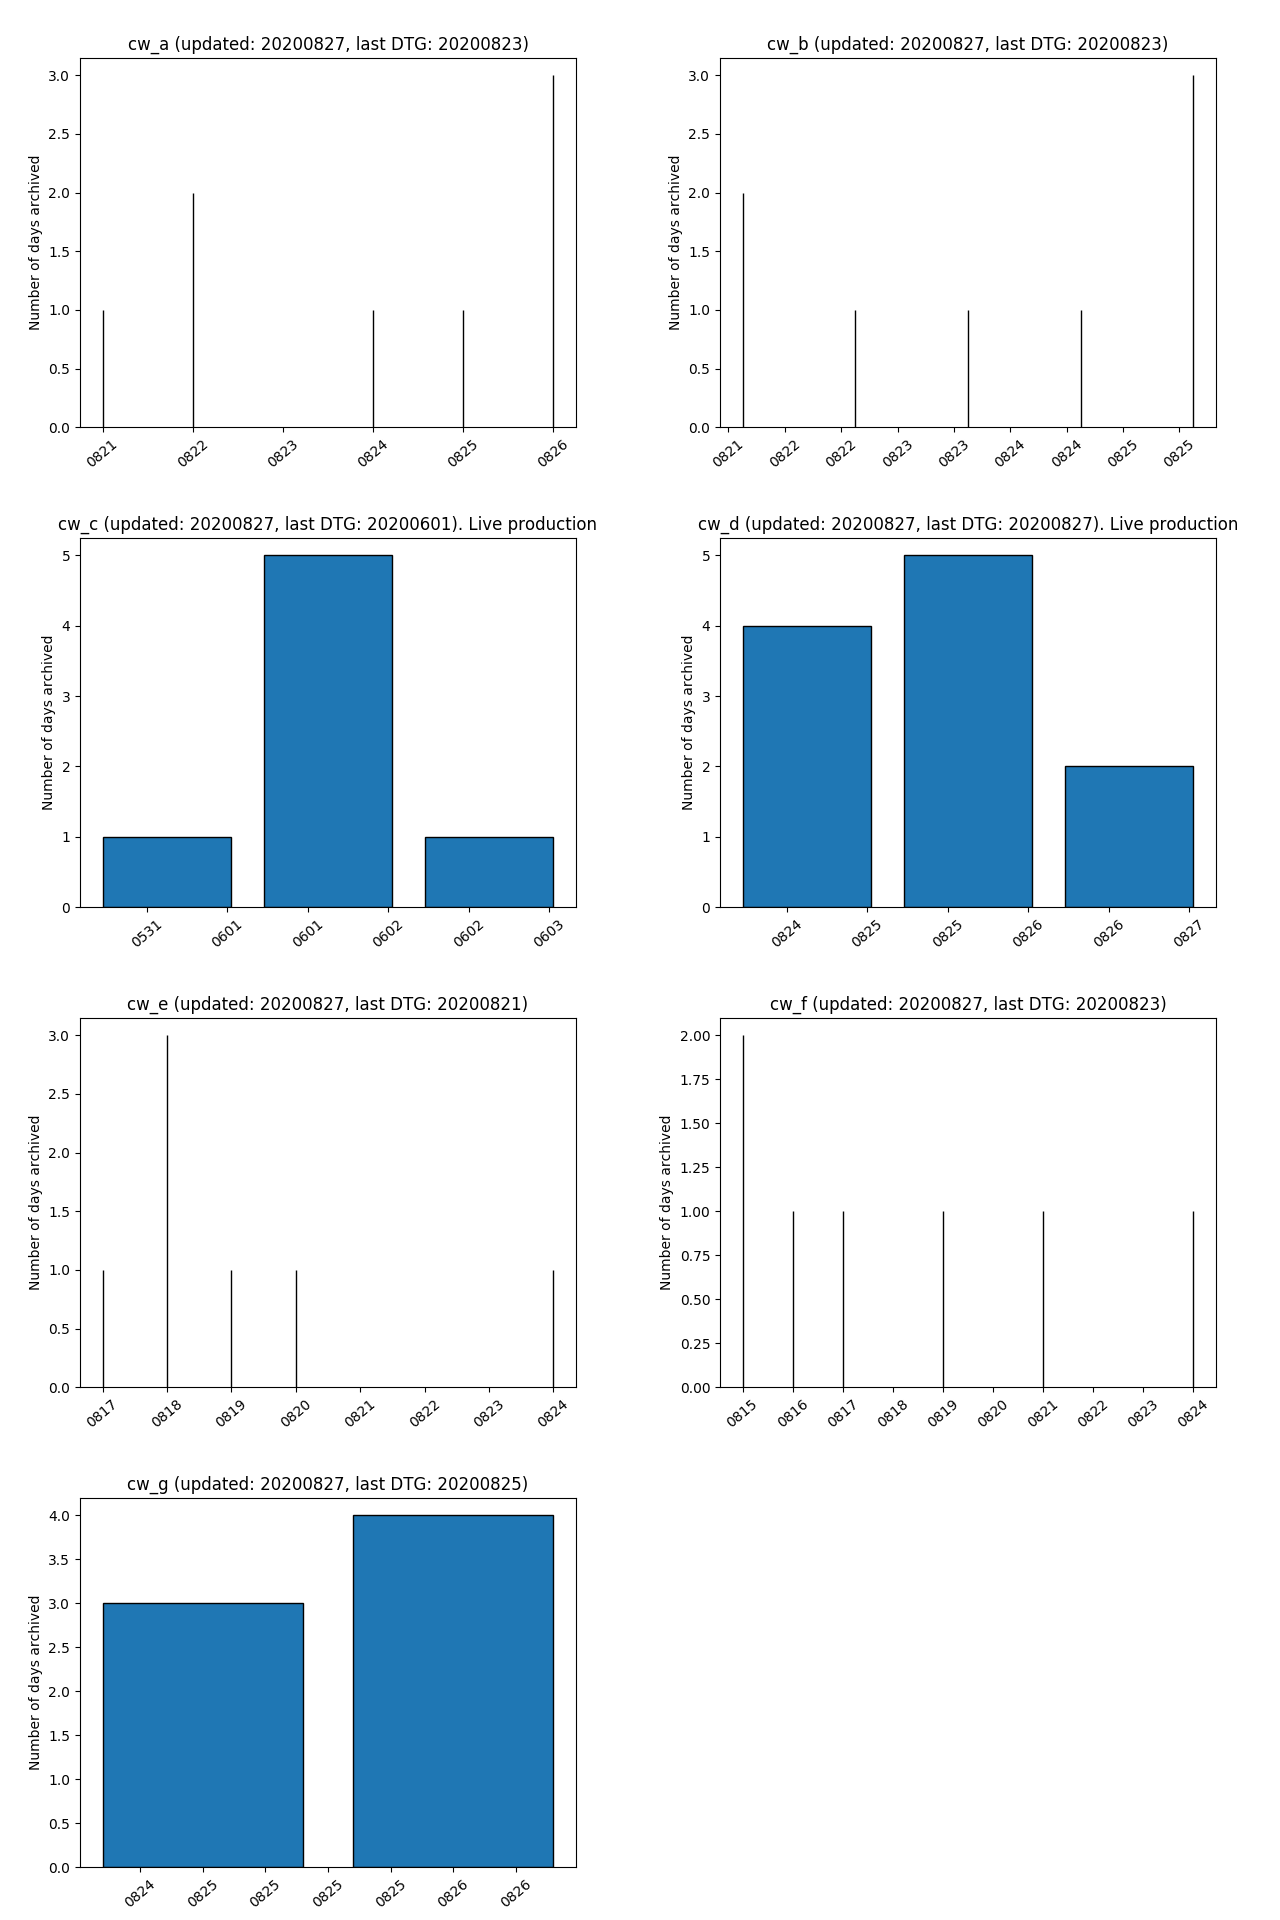 cw_a (updated: 20200827, last DTG: 20200823)
Number of days archived
3.0
2.5
2.0
1.5
1.0
0.5
0.0
0821 0822 0823 0824 0825 0826
cw_b (updated: 20200827, last DTG: 20200823)
Number of days archived
3.0
2.5
2.0
1.5
1.0
0.5
0.0
0821 0822 0822 0823 0823 0824 0824 0825 0825
cw_c (updated: 20200827, last DTG: 20200601). Live production
Number of days archived
5
4
3
2
1
0
0531 0601 0601 0602 0602 0603
cw_d (updated: 20200827, last DTG: 20200827). Live production
Number of days archived
5
4
3
2
1
0
0824 0825 0825 0826 0826 0827
cw_e (updated: 20200827, last DTG: 20200821)
Number of days archived
3.0
2.5
2.0
1.5
1.0
0.5
0.0
0817 0818 0819 0820 0821 0822 0823 0824
cw_f (updated: 20200827, last DTG: 20200823)
Number of days archived
2.00
1.75
1.50
1.25
1.00
0.75
0.50
0.25
0.00
0815 0816 0817 0818 0819 0820 0821 0822 0823 0824
cw_g (updated: 20200827, last DTG: 20200825)
Number of days archived
4.0
3.5
3.0
2.5
2.0
1.5
1.0
0.5
0.0
0824 0825 0825 0825 0825 0826 0826